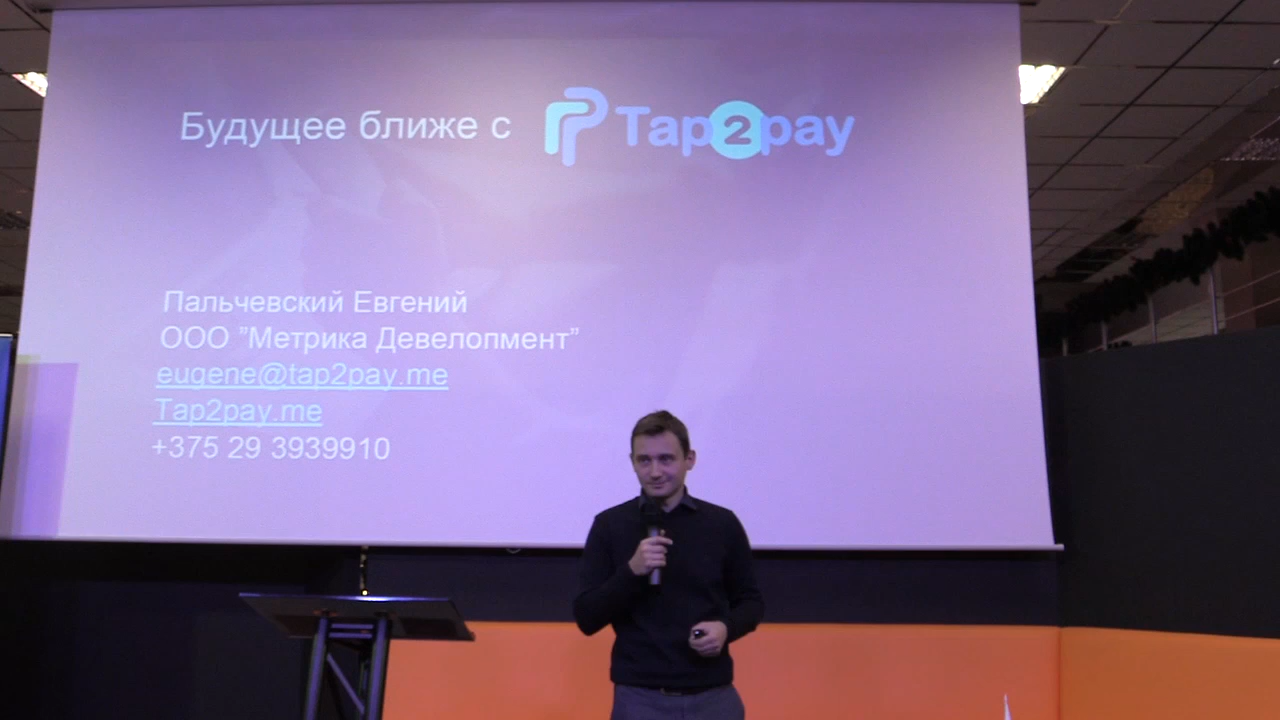 Будущее ближе с Tap2pay
Пальчевский Евгений
ООО ”Метрика Девелопмент”
eugene@tap2pay.me
Tap2pay.me
+375 29 3939910